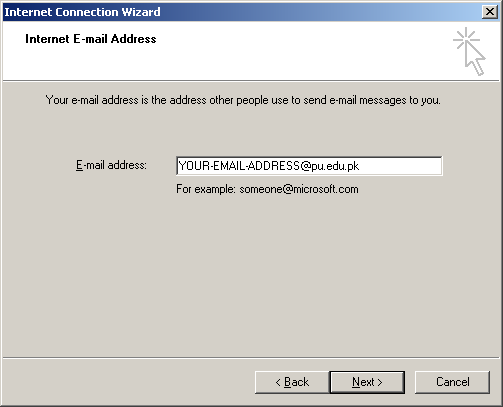 Internet Connection Wizard
Internet E-mail Address
Your e-mail address is the address other people use to send e-mail messages to you.
E-mail address: YOUR-EMAIL-ADDRESS@pu.edu.pk
For example: someone@microsoft.com
< Back Next > Cancel